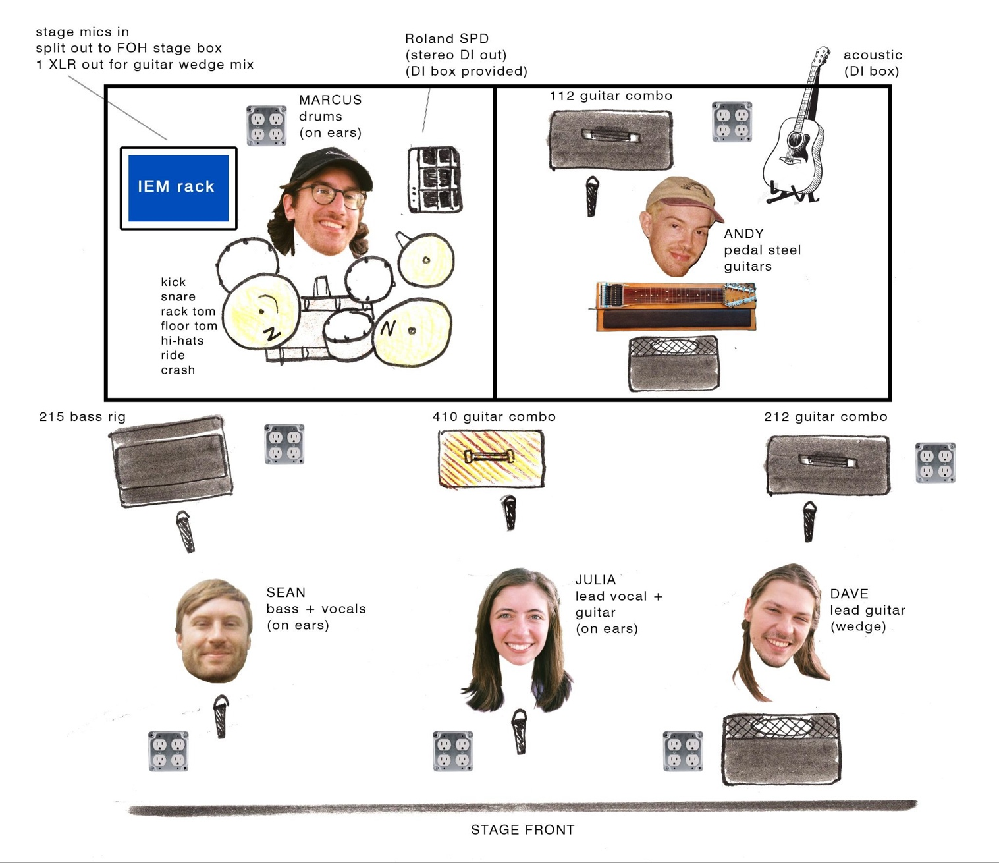 stage mics in
split out to FOH stage box
1 XLR out for guitar wedge mix
Roland SPD
(stereo DI out)
(DI box provided)
acoustic
(DI box)
MARCUS
drums
(on ears)
112 guitar combo
IEM rack
ANDY
pedal steel
guitars
kick
snare
rack tom
floor tom
hi-hats
ride
crash
215 bass rig
410 guitar combo
212 guitar combo
SEAN
bass + vocals
(on ears)
JULIA
lead vocal +
guitar
(on ears)
DAVE
lead guitar
(wedge)
STAGE FRONT